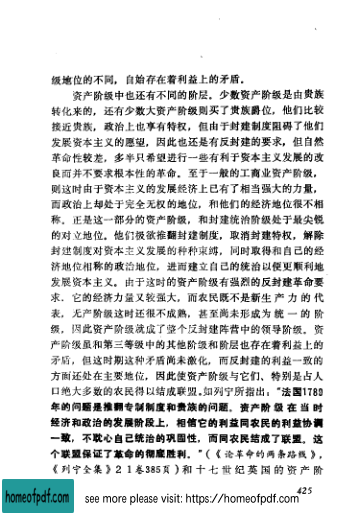 级地位的不同，自始存在着利益上的矛盾。
资产阶级中也还有不同的阶层。少数资产阶级是由贵族
转化来的，还有少数大资产阶级则买了贵族爵位，他们比较
接近贵族，政治上也享有特权，但由于封建制度阻碍了他们
发展资本主义的愿望，因此也还是有反封建的要求，但自然
革命性较差，多半只希望进行一些有利于资本主义发展的改
良而并不要求根本性的革命。至于一般的工商业资产阶级，
则这时由于资本主义的发展经济上已有了相当强大的力量，
而政治上却处于完全无权的地位，和他们的经济地位很不相
称。正是这一部分的资产阶级，和封建统治阶级处于最尖锐
的对立地位。他们极欲推翻封建制度，取消封建特权，解除
封建制度对资本主义发展的种种束缚，同时取得和自己的经
济地位相称的政治地位，进而建立自己的统治以便更顺利地
发展资本主义。由于这时的资产阶级有强烈的反封建革命要
求，它的经济力量又较强大，而农民既不是新生产力的代
表，无产阶级这时还很不成熟，甚至尚未形成为统一的阶
级，因此资产阶级就成了整个反封建阵营中的领导阶级。资
产阶级虽和第三等级中的其他阶级和阶层也存在着利益上的
矛盾，但这时期这种矛盾尚未激化，而反封建的利益一致的
方面还处在主要地位，因此使资产阶级与它们、特别是占人
口绝大多数的农民得以结成联盟。如列宁所指出：“法国1789
年的问题是推翻专制制度和贵族的问题。资产阶级在当时
经济和政治的发展阶段上，相信它的利益同农民的利益协调
一致，不耽心自己统治的巩固性，而同农民结成了联盟。这
个联盟保证了革命的彻底胜利。”（《论革命的两条路线》，
《列宁全集》21卷385页）和十七世纪英国的资产阶
425
homeofpdf.com
see more please visit: https://homeofpdf.com